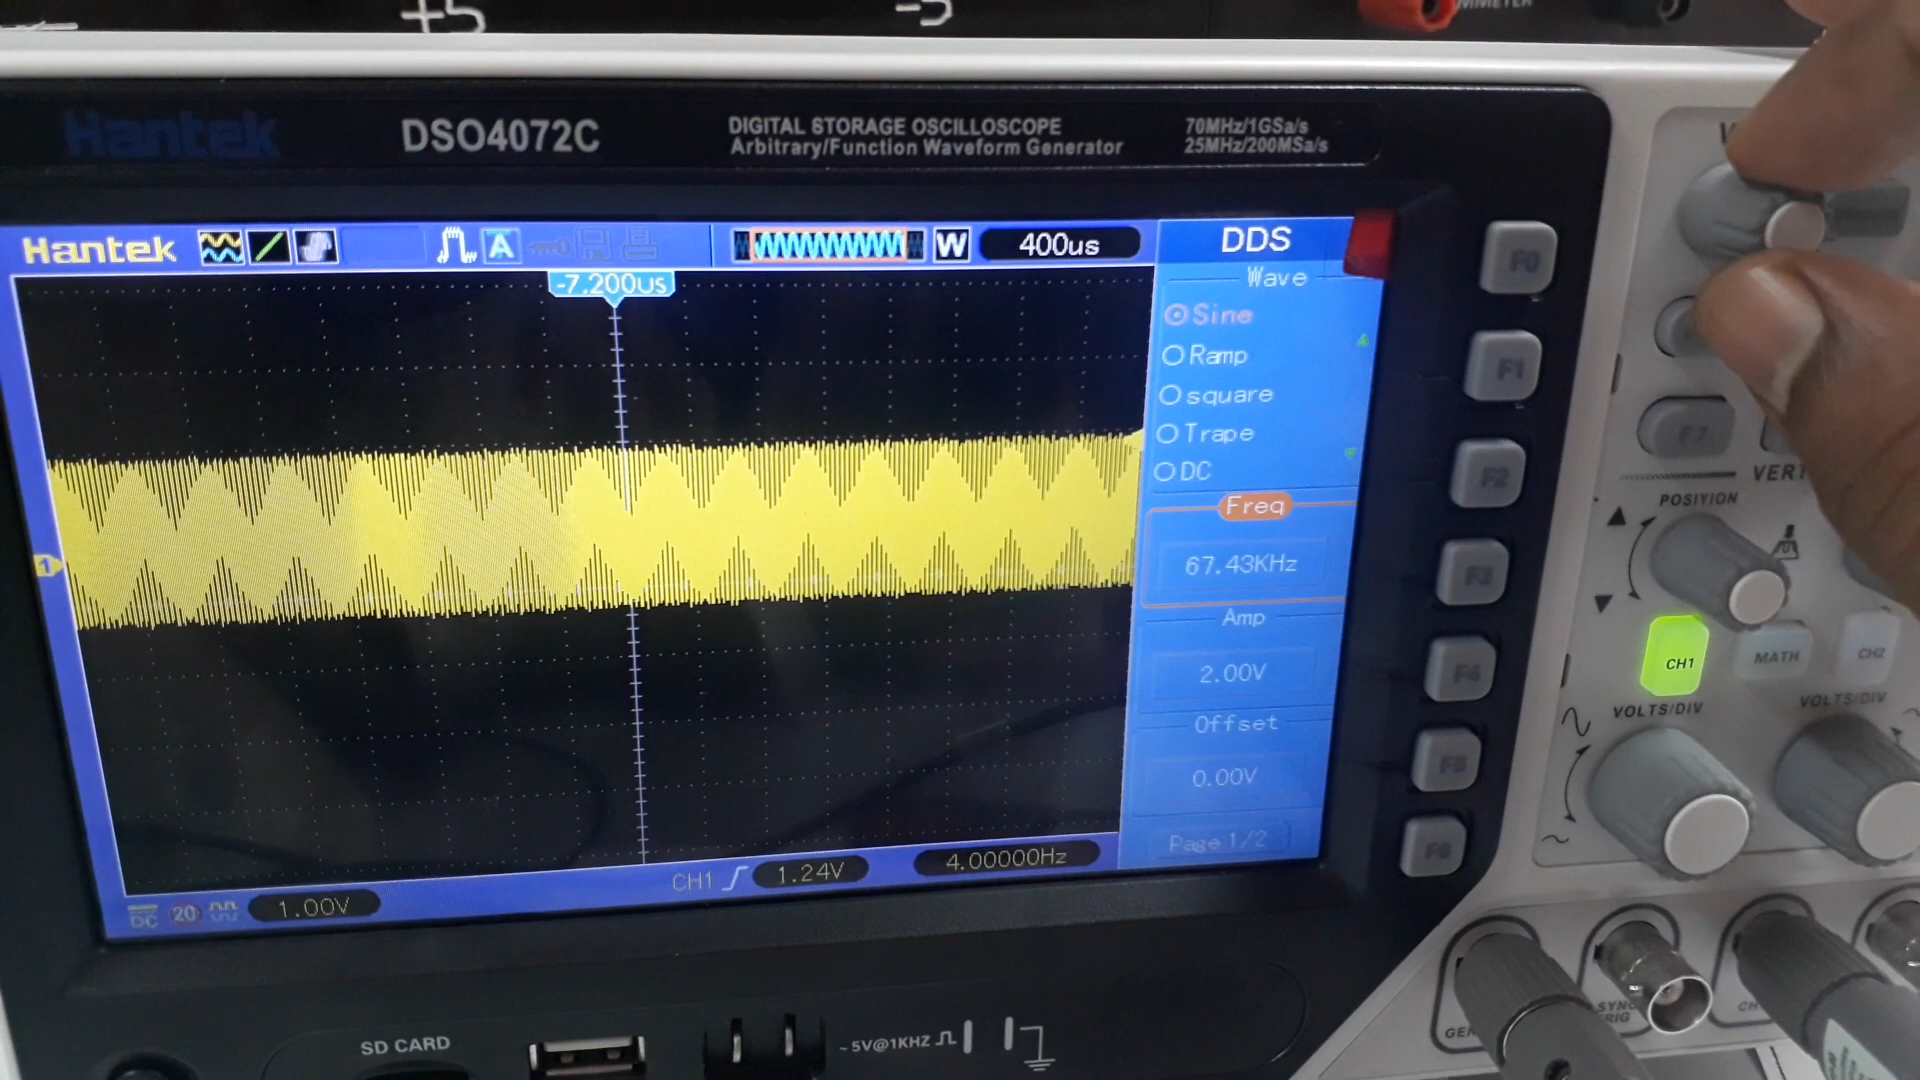 +5
-5
Hantek
DSO4072C
DIGITAL STORAGE OSCILLOSCOPE
Arbitrary/Function Waveform Generator
70MHz/1GSa/s
25MHz/200MSa/s
Hantek
A
W
400us
DDS
-7.200us
Wave
Sine
Ramp
square
Trape
DC
Freq
67.43KHz
Amp
2.00V
Offset
0.00V
Page 1/2
1
CH1
1.24V
4.00000Hz
DC
20
1.00V
F0
F1
F2
F3
F4
F5
F6
F7
VERT
POSIYION
CH1
MATH
CH2
VOLTS/DIV
VOLTS/DIV
SD CARD
~5V@1KHZ